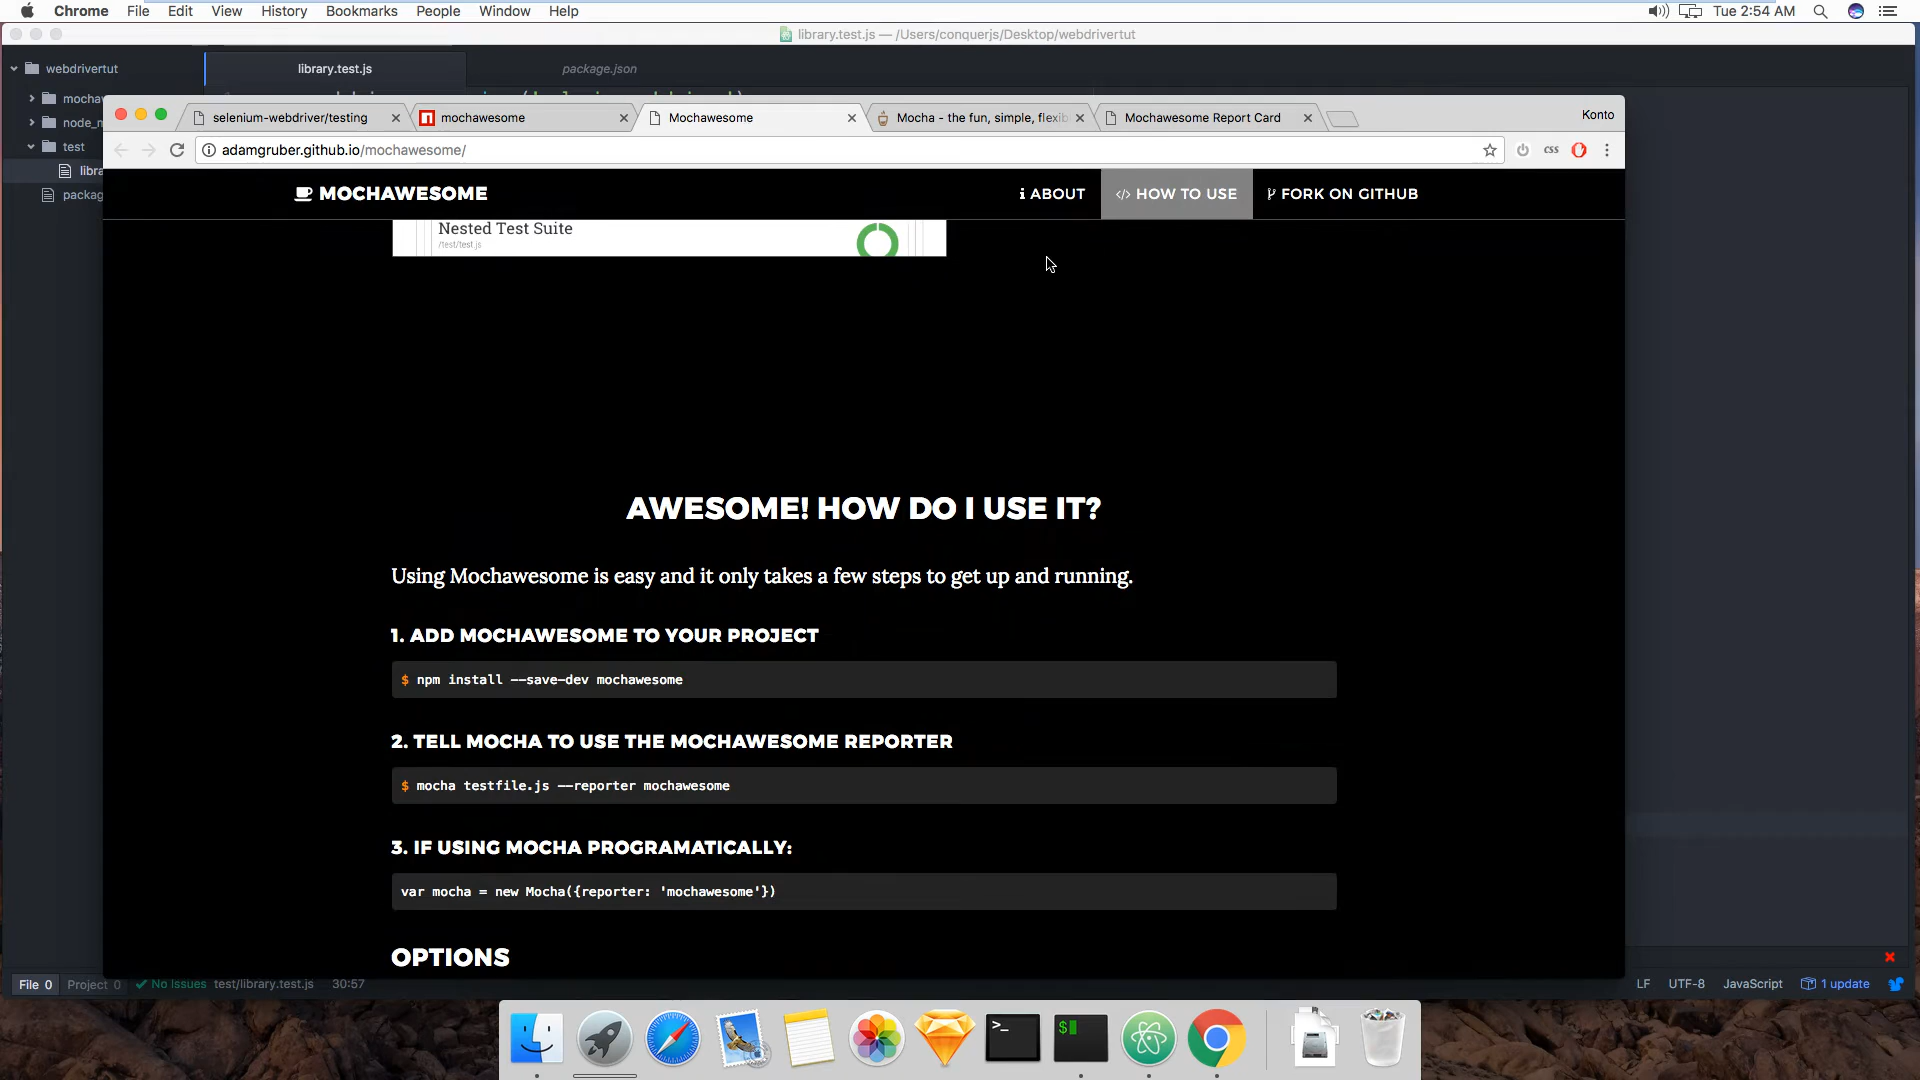 Chrome File Edit View History Bookmarks People Window Help Tue 2:54 AM
library.test.js — /Users/conquerjs/Desktop/webdrivertut
webdrivertut library.test.js package.json
selenium-webdriver/testing mochawesome Mochawesome Mocha - the fun, simple, flexib Mochawesome Report Card Konto
test
adamgruber.github.io/mochawesome/ CSS
MOCHAWESOME ABOUT </> HOW TO USE FORK ON GITHUB
Nested Test Suite
/test/test.js
AWESOME! HOW DO I USE IT?
Using Mochawesome is easy and it only takes a few steps to get up and running.
1. ADD MOCHAWESOME TO YOUR PROJECT
$ npm install --save-dev mochawesome
2. TELL MOCHA TO USE THE MOCHAWESOME REPORTER
$ mocha testfile.js --reporter mochawesome
3. IF USING MOCHA PROGRAMATICALLY:
var mocha = new Mocha({reporter: 'mochawesome'})
OPTIONS
File 0 Project 0 No Issues test/library.test.js 30:57 LF UTF-8 JavaScript 1 update
>_ $